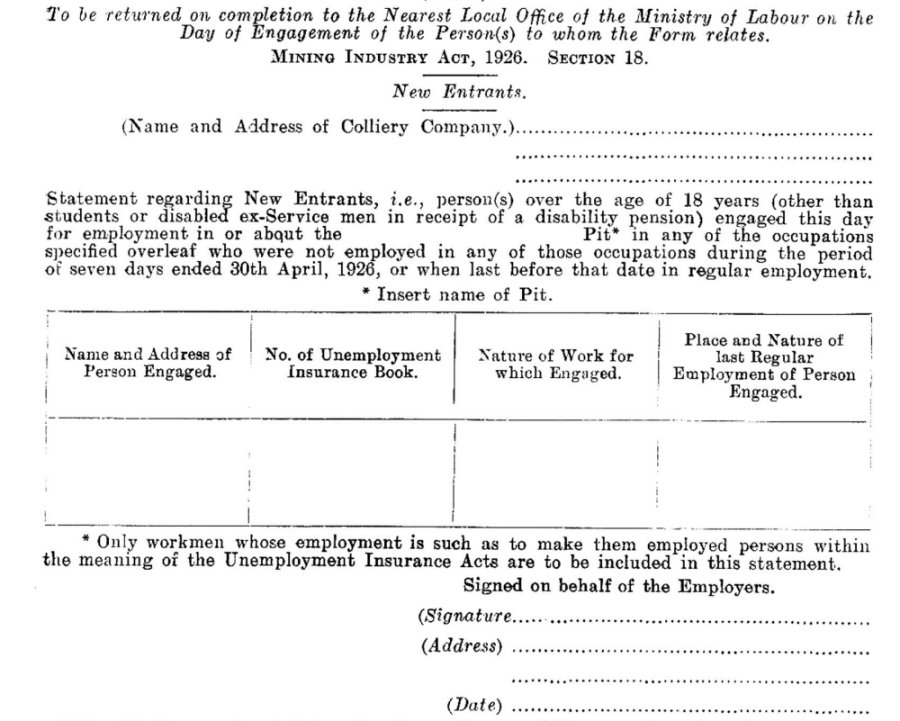 To be returned on completion to the Nearest Local Office of the Ministry of Labour on the
Day of Engagement of the Person(s) to whom the Form relates.
MINING INDUSTRY ACT, 1926. SECTION 18.
New Entrants.
(Name and Address of Colliery Company.)
Statement regarding New Entrants, i.e., person(s) over the age of 18 years (other than
students or disabled ex-Service men in receipt of a disability pension) engaged this day
for employment in or abqut the Pit* in any of the occupations
specified overleaf who were not employed in any of those occupations during the period
of seven days ended 30th April, 1926, or when last before that date in regular employment.
* Insert name of Pit.
Name and Address of
Person Engaged.
No. of Unemployment
Insurance Book.
Nature of Work for
which Engaged.
Place and Nature of
last Regular
Employment of Person
Engaged.
* Only workmen whose employment is such as to make them employed persons within
the meaning of the Unemployment Insurance Acts are to be included in this statement.
Signed on behalf of the Employers.
(Signature
(Address)
(Date)